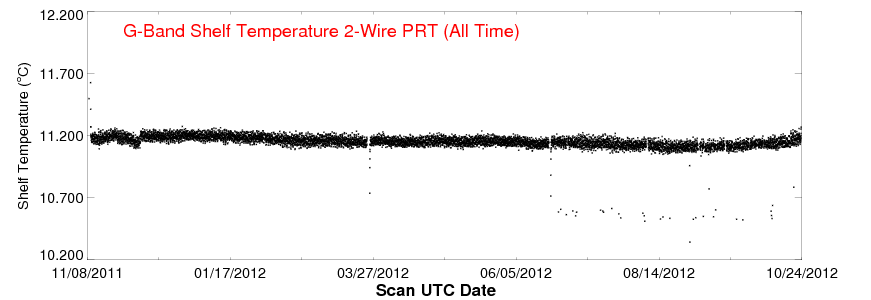 G-Band Shelf Temperature 2-Wire PRT (All Time)
12.200
11.700
11.200
10.700
10.200
Shelf Temperature (°C)
11/08/2011 01/17/2012 03/27/2012 06/05/2012 08/14/2012 10/24/2012
Scan UTC Date